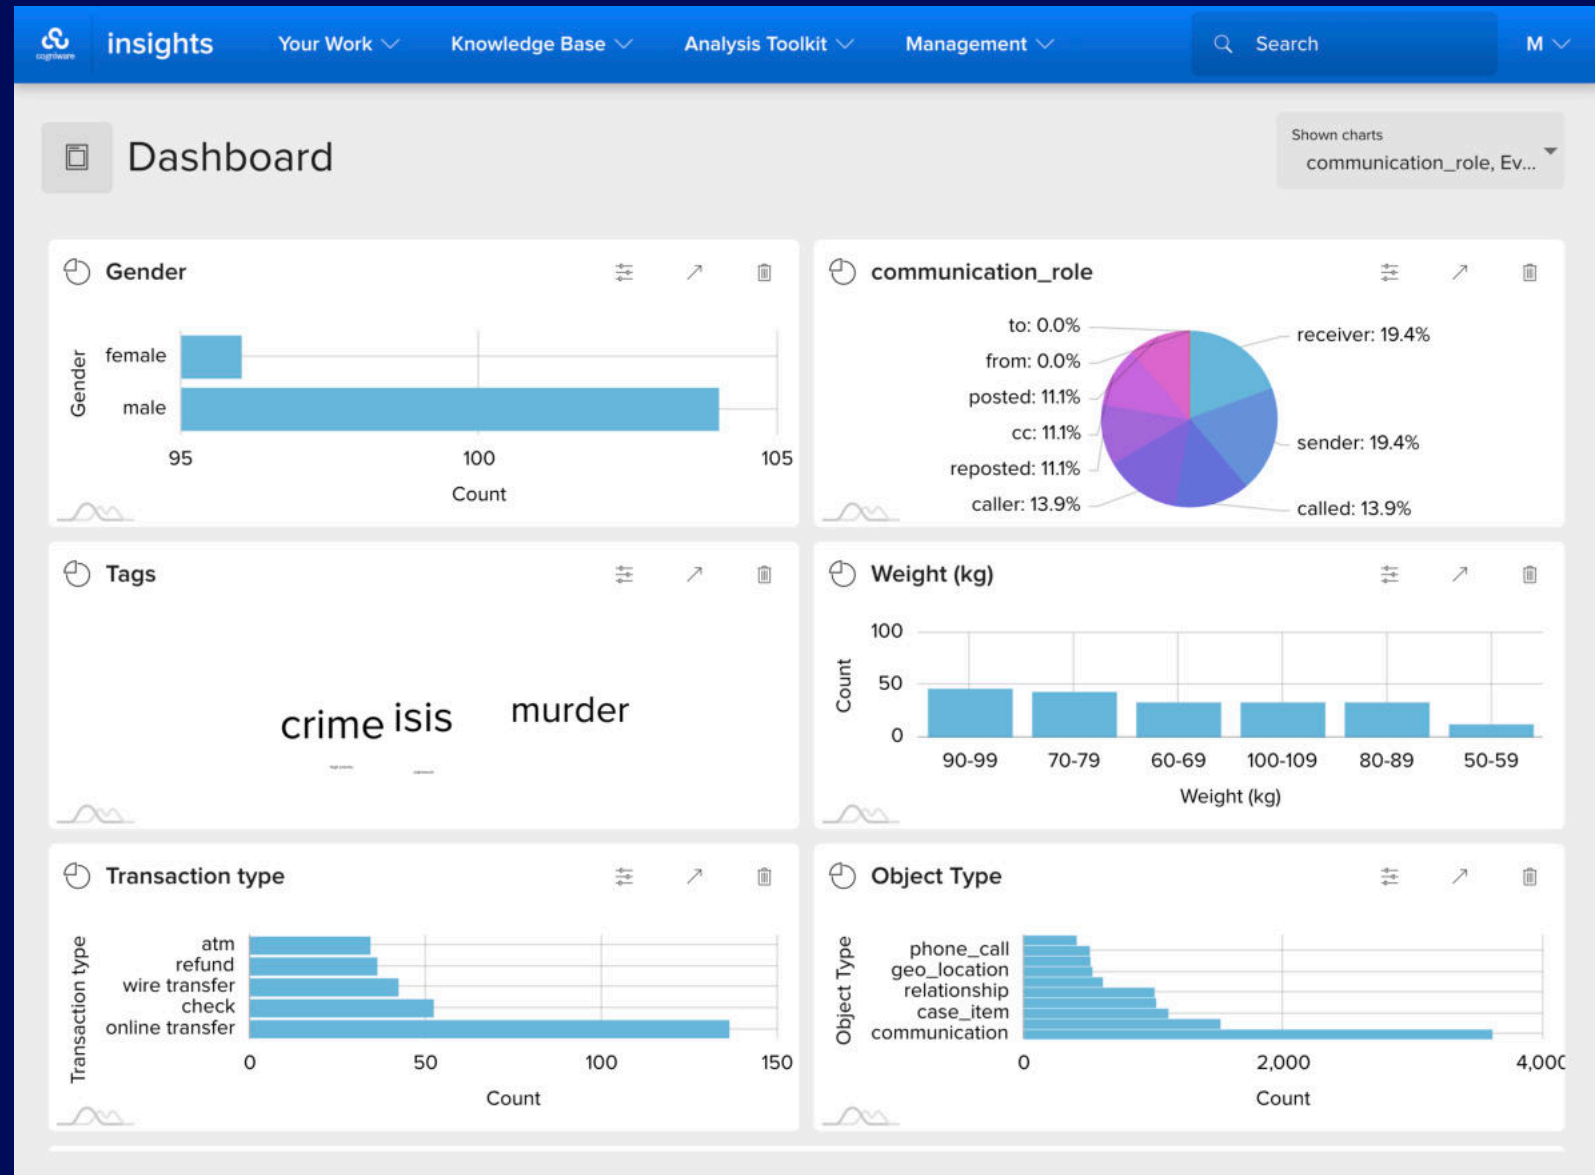 cogniware
insights
Your Work
Knowledge Base
Analysis Toolkit
Management
Search
M
Dashboard
Shown charts
communication_role, Ev...
Gender
Gender
female
male
95
100
105
Count
communication_role
to: 0.0%
from: 0.0%
posted: 11.1%
cc: 11.1%
reposted: 11.1%
caller: 13.9%
receiver: 19.4%
sender: 19.4%
called: 13.9%
Tags
crime isis murder
Weight (kg)
Count
100
50
0
90-99
70-79
60-69
100-109
80-89
50-59
Weight (kg)
Transaction type
Transaction type
atm
refund
wire transfer
check
online transfer
0
50
100
150
Count
Object Type
Object Type
phone_call
geo_location
relationship
case_item
communication
0
2,000
4,000
Count